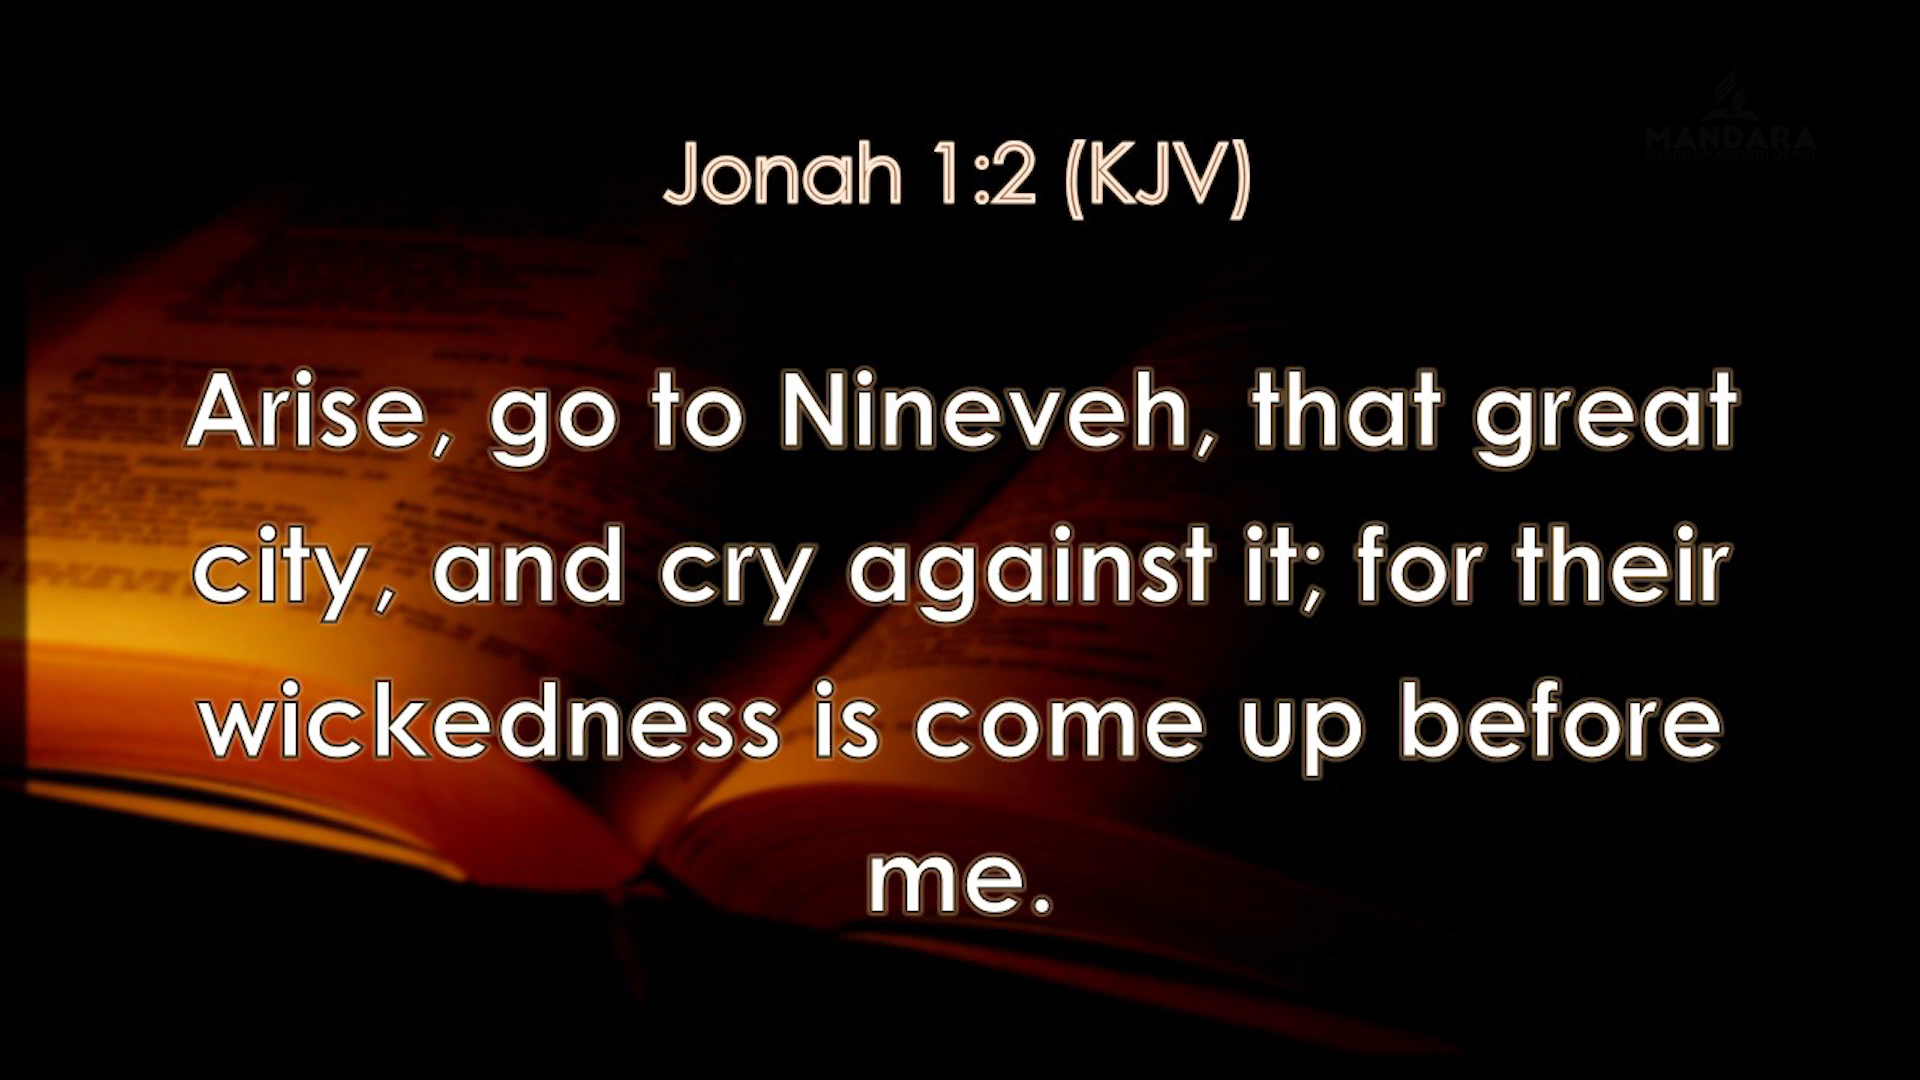 MANDARA
Jonah 1:2 (KJV)
Arise, go to Nineveh, that great
city, and cry against it; for their
wickedness is come up before
me.